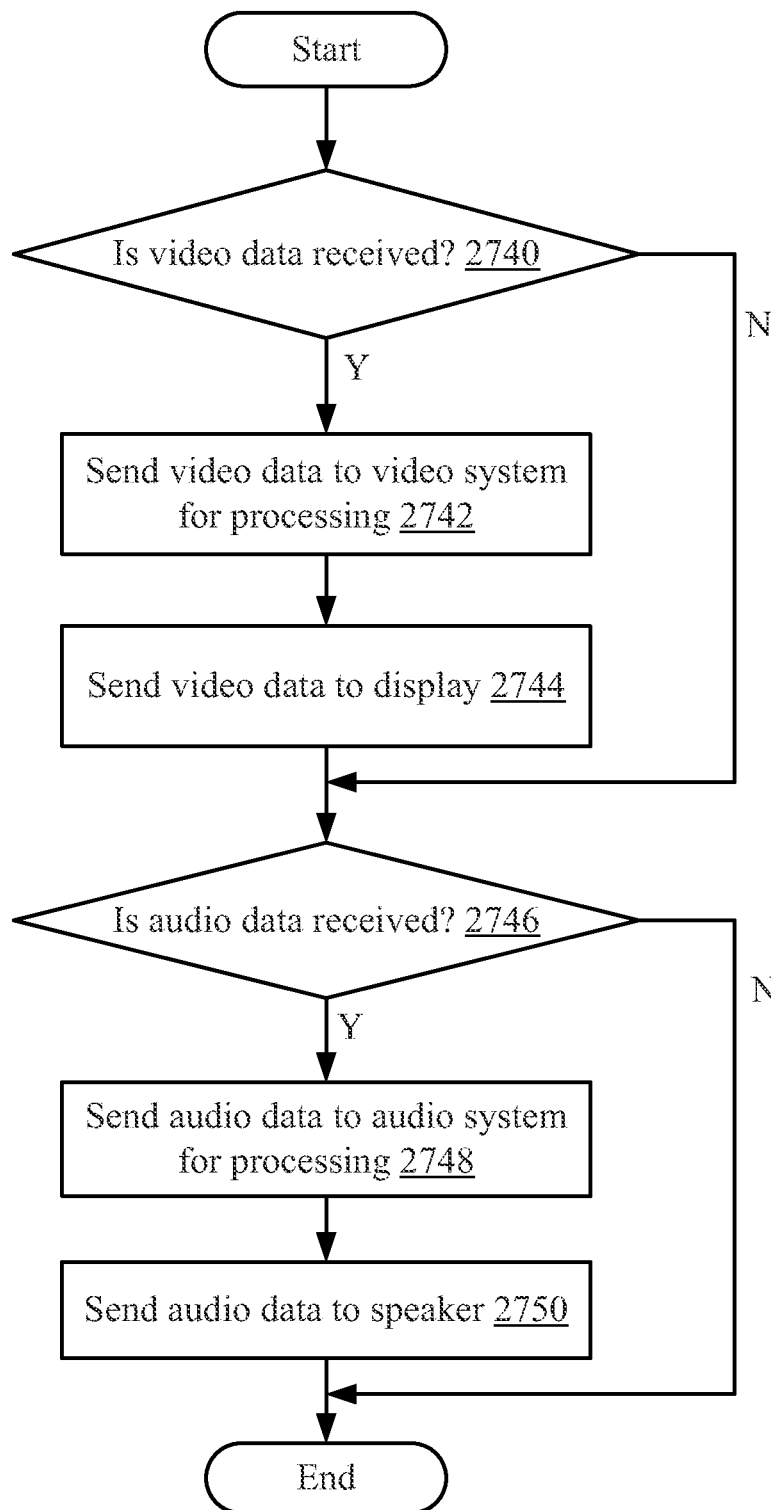 Start
Is video data received? 2740
N
Y
Send video data to video system
for processing 2742
Send video data to display 2744
Is audio data received? 2746
N
Y
Send audio data to audio system
for processing 2748
Send audio data to speaker 2750
End